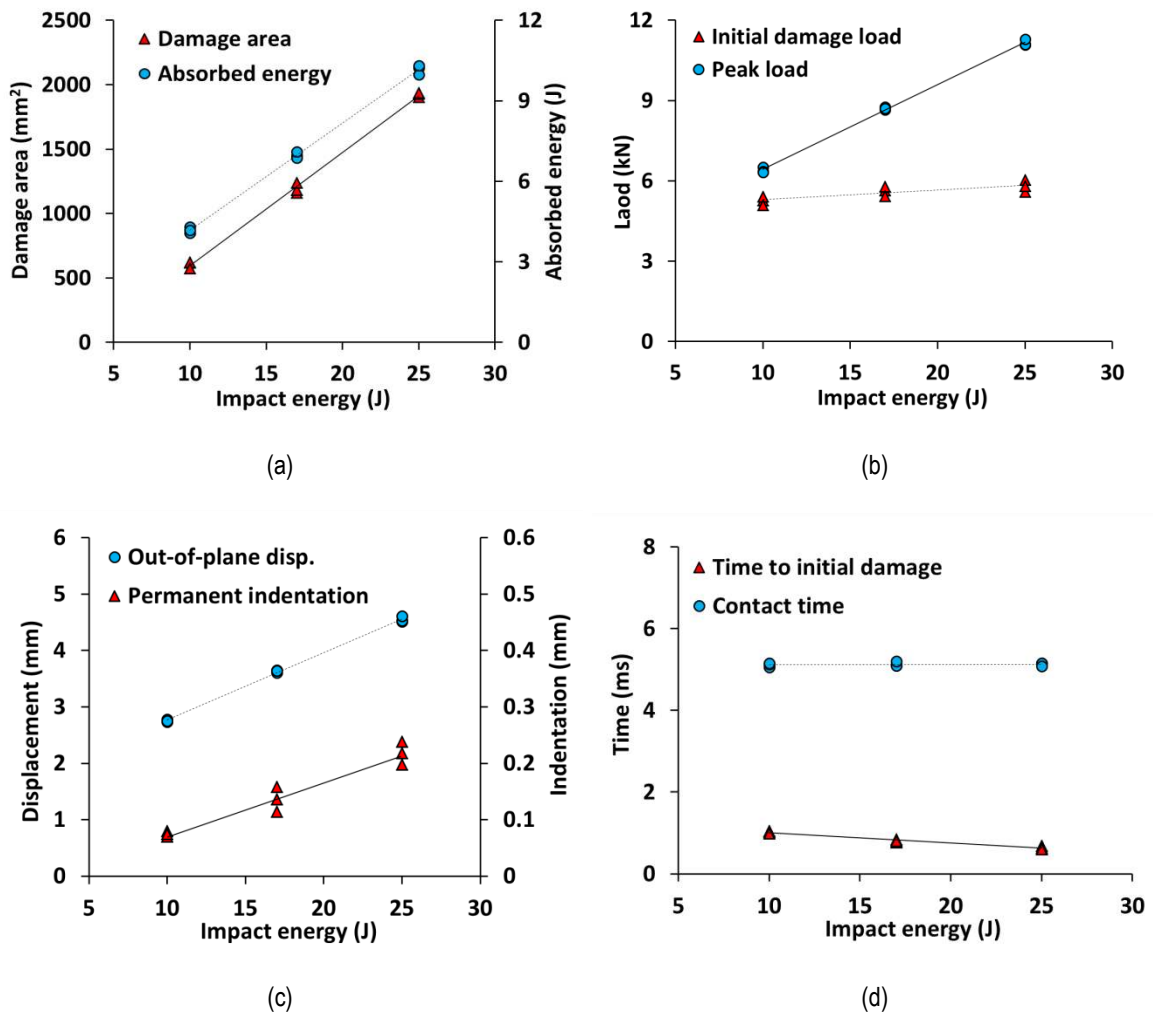 2500
2000
1500
1000
500
0
Damage area (mm²)
Damage area
Absorbed energy
12
9
6
3
0
Absorbed energy (J)
5 10 15 20 25 30
Impact energy (J)
(a)
12
9
6
3
0
Laod (kN)
Initial damage load
Peak load
5 10 15 20 25 30
Impact energy (J)
(b)
6
5
4
3
2
1
0
Displacement (mm)
Out-of-plane disp.
Permanent indentation
0.6
0.5
0.4
0.3
0.2
0.1
0
Indentation (mm)
5 10 15 20 25 30
Impact energy (J)
(c)
8
6
4
2
0
Time (ms)
Time to initial damage
Contact time
5 10 15 20 25 30
Impact energy (J)
(d)